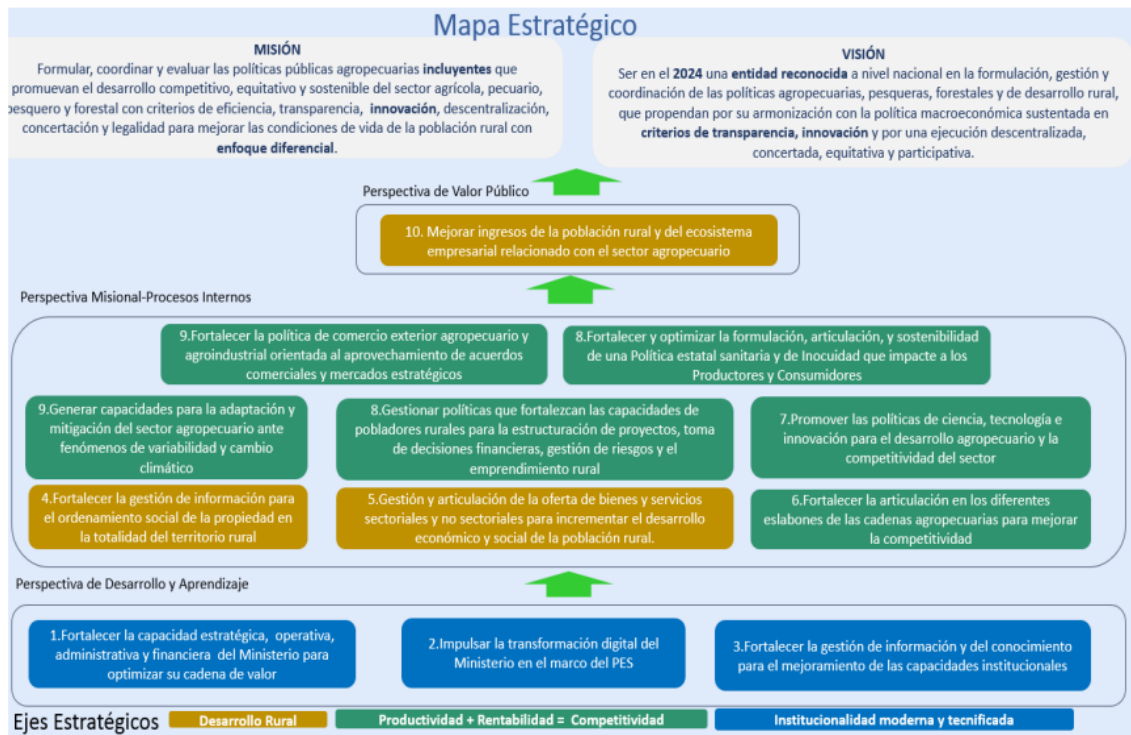 Mapa Estratégico
MISIÓN
Formular, coordinar y evaluar las políticas públicas agropecuarias incluyentes que
promuevan el desarrollo competitivo, equitativo y sostenible del sector agrícola, pecuario,
pesquero y forestal con criterios de eficiencia, transparencia, innovación, descentralización,
concertación y legalidad para mejorar las condiciones de vida de la población rural con
enfoque diferencial.
VISIÓN
Ser en el 2024 una entidad reconocida a nivel nacional en la formulación, gestión y
coordinación de las políticas agropecuarias, pesqueras, forestales y de desarrollo rural,
que propendan por su armonización con la política macroeconómica sustentada en
criterios de transparencia, innovación y por una ejecución descentralizada,
concertada, equitativa y participativa.
Perspectiva de Valor Público
10. Mejorar ingresos de la población rural y del ecosistema
empresarial relacionado con el sector agropecuario
Perspectiva Misional-Procesos Internos
9.Fortalecer la política de comercio exterior agropecuario y
agroindustrial orientada al aprovechamiento de acuerdos
comerciales y mercados estratégicos
8.Fortalecer y optimizar la formulación, articulación, y sostenibilidad
de una Política estatal sanitaria y de Inocuidad que impacte a los
Productores y Consumidores
9.Generar capacidades para la adaptación y
mitigación del sector agropecuario ante
fenómenos de variabilidad y cambio
climático
8.Gestionar políticas que fortalezcan las capacidades de
pobladores rurales para la estructuración de proyectos, toma
de decisiones financieras, gestión de riesgos y el
emprendimiento rural
7.Promover las políticas de ciencia, tecnología e
innovación para el desarrollo agropecuario y la
competitividad del sector
4.Fortalecer la gestión de información para
el ordenamiento social de la propiedad en
la totalidad del territorio rural
5.Gestión y articulación de la oferta de bienes y servicios
sectoriales y no sectoriales para incrementar el desarrollo
económico y social de la población rural.
6.Fortalecer la articulación en los diferentes
eslabones de las cadenas agropecuarias para mejorar
la competitividad
Perspectiva de Desarrollo y Aprendizaje
1.Fortalecer la capacidad estratégica, operativa,
administrativa y financiera del Ministerio para
optimizar su cadena de valor
2.Impulsar la transformación digital del
Ministerio en el marco del PES
3.Fortalecer la gestión de información y del conocimiento
para el mejoramiento de las capacidades institucionales
Ejes Estratégicos
Desarrollo Rural
Productividad + Rentabilidad = Competitividad
Institucionalidad moderna y tecnificada